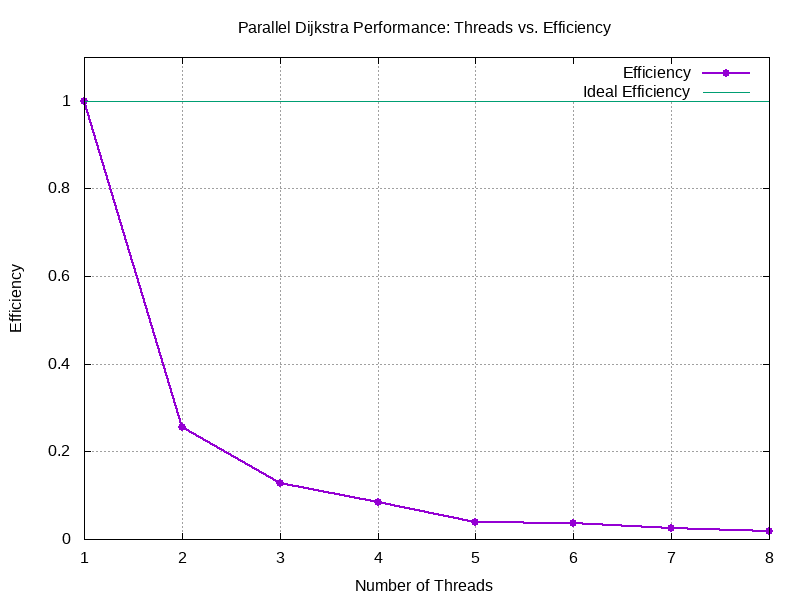 Parallel Dijkstra Performance: Threads vs. Efficiency
Efficiency
Ideal Efficiency
1
0.8
0.6
0.4
0.2
0
Efficiency
1 2 3 4 5 6 7 8
Number of Threads